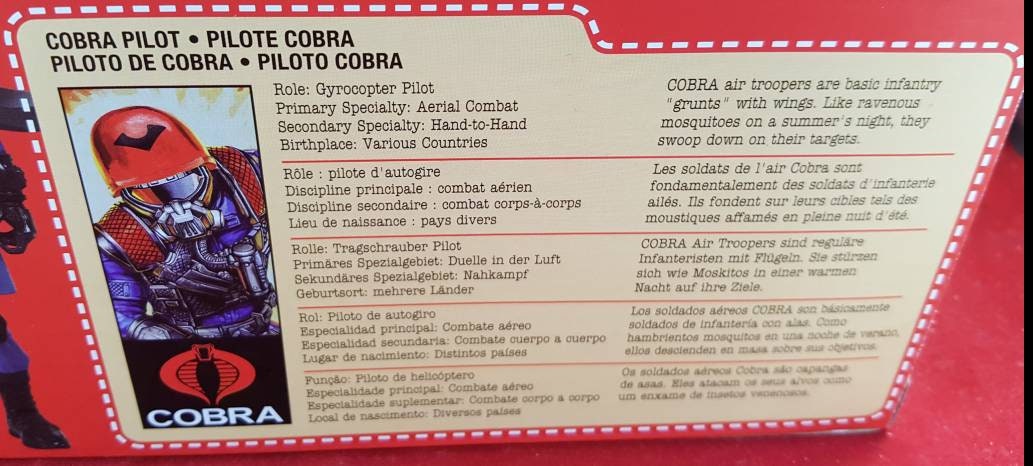 COBRA PILOT • PILOTE COBRA
PILOTO DE COBRA • PILOTO COBRA
Role: Gyrocopter Pilot
Primary Specialty: Aerial Combat
Secondary Specialty: Hand-to-Hand
Birthplace: Various Countries
COBRA air troopers are basic infantry
"grunts" with wings. Like ravenous
mosquitoes on a summer's night, they
swoop down on their targets.
Rôle : pilote d'autogire
Discipline principale : combat aérien
Discipline secondaire : combat corps-à-corps
Lieu de naissance : pays divers
Les soldats de l'air Cobra sont
fondamentalement des soldats d'infanterie
ailés. Ils fondent sur leurs cibles tels des
moustiques affamés en pleine nuit d'été.
Rolle: Tragschrauber Pilot
Primäres Spezialgebiet: Duelle in der Luft
Sekundäres Spezialgebiet: Nahkampf
Geburtsort: mehrere Länder
COBRA Air Troopers sind reguläre
Infanteristen mit Flügeln. Sie stürzen
sich wie Moskitos in einer warmen
Nacht auf ihre Ziele.
Rol: Piloto de autogiro
Especialidad principal: Combate aéreo
Especialidad secundaria: Combate cuerpo a cuerpo
Lugar de nacimiento: Distintos países
Los soldados aéreos COBRA son básicamente
soldados de infantería con alas. Como
hambrientos mosquitos en una noche de verano,
ellos descienden en masa sobre sus objetivos.
Função: Piloto de helicóptero
Especialidade principal: Combate aéreo
Especialidade suplementar: Combate corpo a corpo
Local de nascimento: Diversos países
Os soldados aéreos Cobra são capangas
de asas. Eles atacam os seus alvos como
um enxame de insetos venenosos.
COBRA